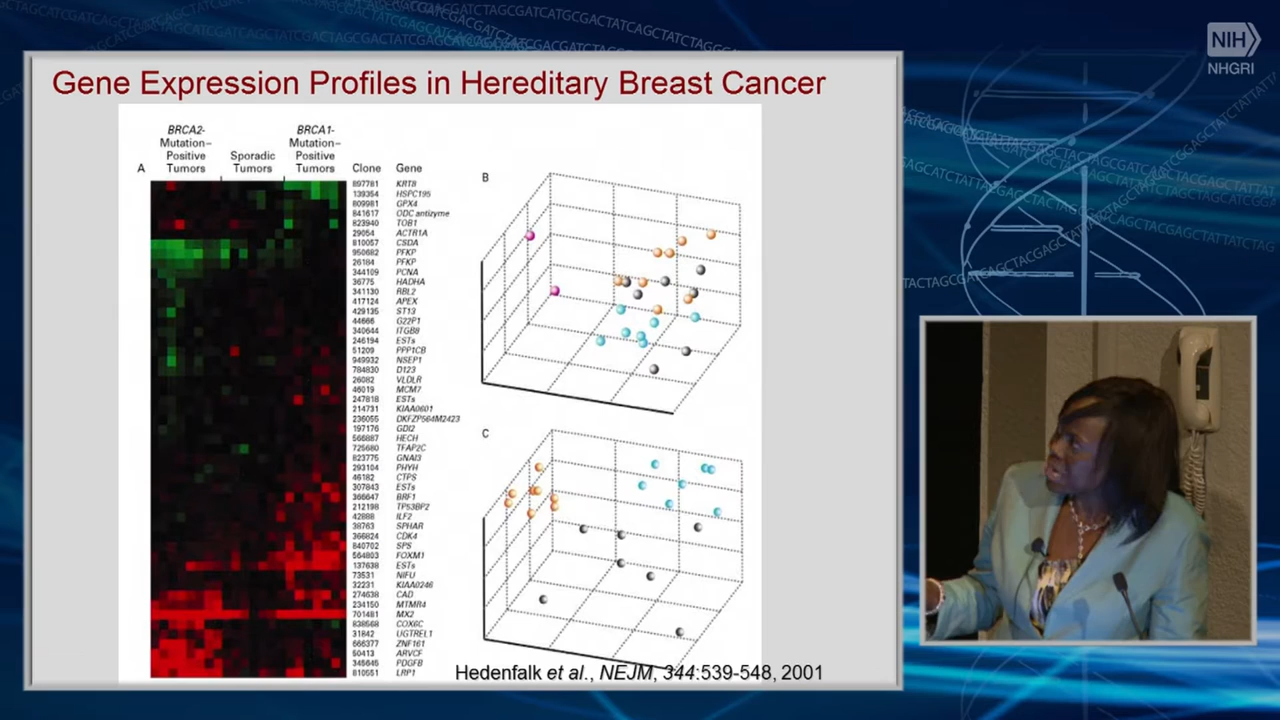 NIH
NHGRI
Gene Expression Profiles in Hereditary Breast Cancer
BRCA2-
Mutation–
Positive
Tumors
Sporadic
Tumors
BRCA1-
Mutation–
Positive
Tumors
A
Clone Gene
897781 KRT8
139354 HSPC195
809981 GPX4
841617 ODC antizyme
823940 TOB1
29054 ACTR1A
810057 CSDA
950682 PFKP
26184 PFKP
344109 PCNA
36775 HADHA
341130 RBL2
417124 APEX
429135 ST13
44666 G22P1
340644 ITGB8
246194 ESTs
51209 PPP1CB
949932 NSEP1
784830 D123
26082 VLDLR
46019 MCM7
247818 ESTs
214731 KIAA0601
236055 DKFZP564M2423
197176 GDI2
566887 HECH
725680 TFAP2C
823775 GNAI3
293104 PHYH
46182 CTPS
307843 ESTs
366647 BRF1
212198 TP53BP2
42888 ILF2
38763 SPHAR
366824 CDK4
840702 SPS
564803 FOXM1
137638 ESTs
73531 NIFU
32231 KIAA0246
274638 CAD
234150 MTMR4
701481 MX2
838568 COX6C
31842 UGTREL1
666377 ZNF161
50413 ARVCF
345645 PDGFB
810551 LRP1
B
C
Hedenfalk et al., NEJM, 344:539-548, 2001